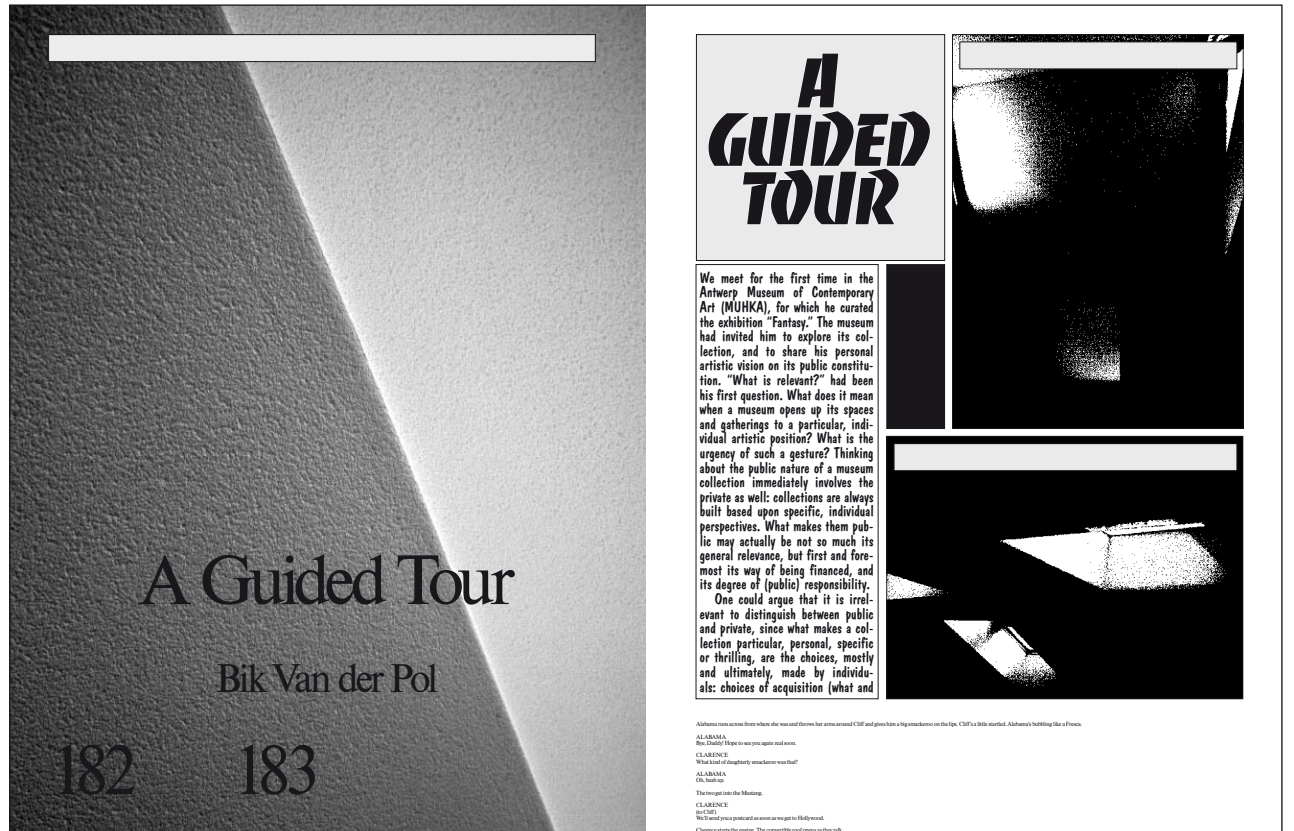 A Guided Tour
Bik Van der Pol
182 183
A
GUIDED
TOUR
We meet for the first time in the
Antwerp Museum of Contemporary
Art (MUHKA), for which he curated
the exhibition “Fantasy.” The museum
had invited him to explore its col-
lection, and to share his personal
artistic vision on its public constitu-
tion. “What is relevant?” had been
his first question. What does it mean
when a museum opens up its spaces
and gatherings to a particular, indi-
vidual artistic position? What is the
urgency of such a gesture? Thinking
about the public nature of a museum
collection immediately involves the
private as well: collections are always
built based upon specific, individual
perspectives. What makes them pub-
lic may actually be not so much its
general relevance, but first and fore-
most its way of being financed, and
its degree of (public) responsibility.
One could argue that it is irrel-
evant to distinguish between public
and private, since what makes a col-
lection particular, personal, specific
or thrilling, are the choices, mostly
and ultimately, made by individu-
als: choices of acquisition (what and
Alabama runs across from where she was and throws her arms around Cliff and gives him a big smackeroo on the lips. Cliff's a little startled. Alabama's bubbling like a Fresca.
ALABAMA
Bye, Daddy! Hope to see you again real soon.
CLARENCE
What kind of daughterly smackeroo was that?
ALABAMA
Oh, hush up.
The two get into the Mustang.
CLARENCE
(to Cliff)
We'll send you a postcard as soon as we get to Hollywood.
Clarence starts the engine. The convertible roof opens as they talk.